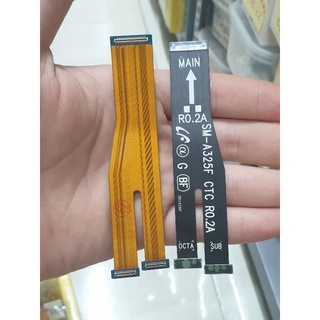 MAIN
R0.2A
SM-A325F CTC R0.2A
G
BF
OCTA
SUB